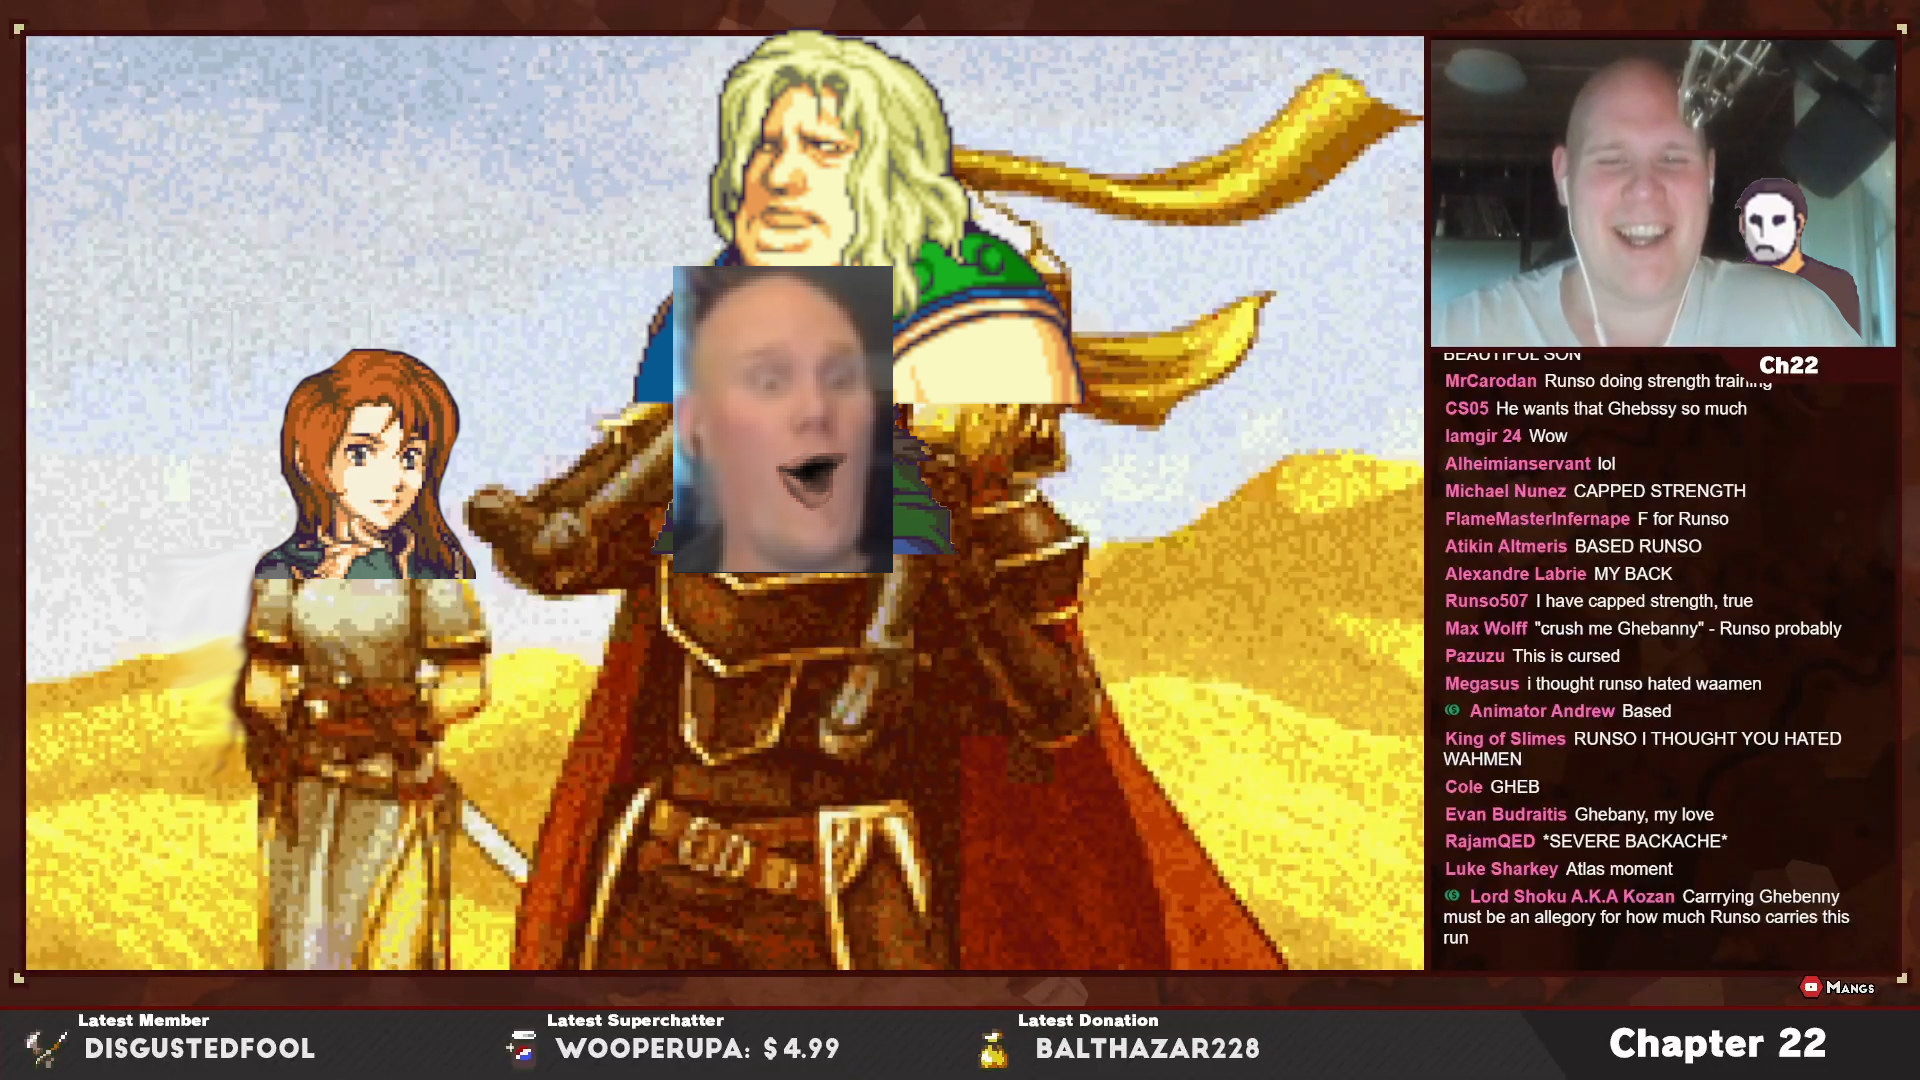 BEAUTIFUL SON
Ch22
MrCarodan Runso doing strength training
CS05 He wants that Ghebssy so much
Iamgir 24 Wow
Alheimianservant lol
Michael Nunez CAPPED STRENGTH
FlameMasterInfernape F for Runso
Atikin Altmeris BASED RUNSO
Alexandre Labrie MY BACK
Runso507 I have capped strength, true
Max Wolff "crush me Ghebanny" - Runso probably
Pazuzu This is cursed
Megasus i thought runso hated waamen
Animator Andrew Based
King of Slimes RUNSO I THOUGHT YOU HATED
WAHMEN
Cole GHEB
Evan Budraitis Ghebany, my love
RajamQED *SEVERE BACKACHE*
Luke Sharkey Atlas moment
Lord Shoku A.K.A Kozan Carrrying Ghebenny
must be an allegory for how much Runso carries this
run
MANGS
Latest Member
DISGUSTEDFOOL
Latest Superchatter
WOOPERUPA: $4.99
Latest Donation
BALTHAZAR228
Chapter 22